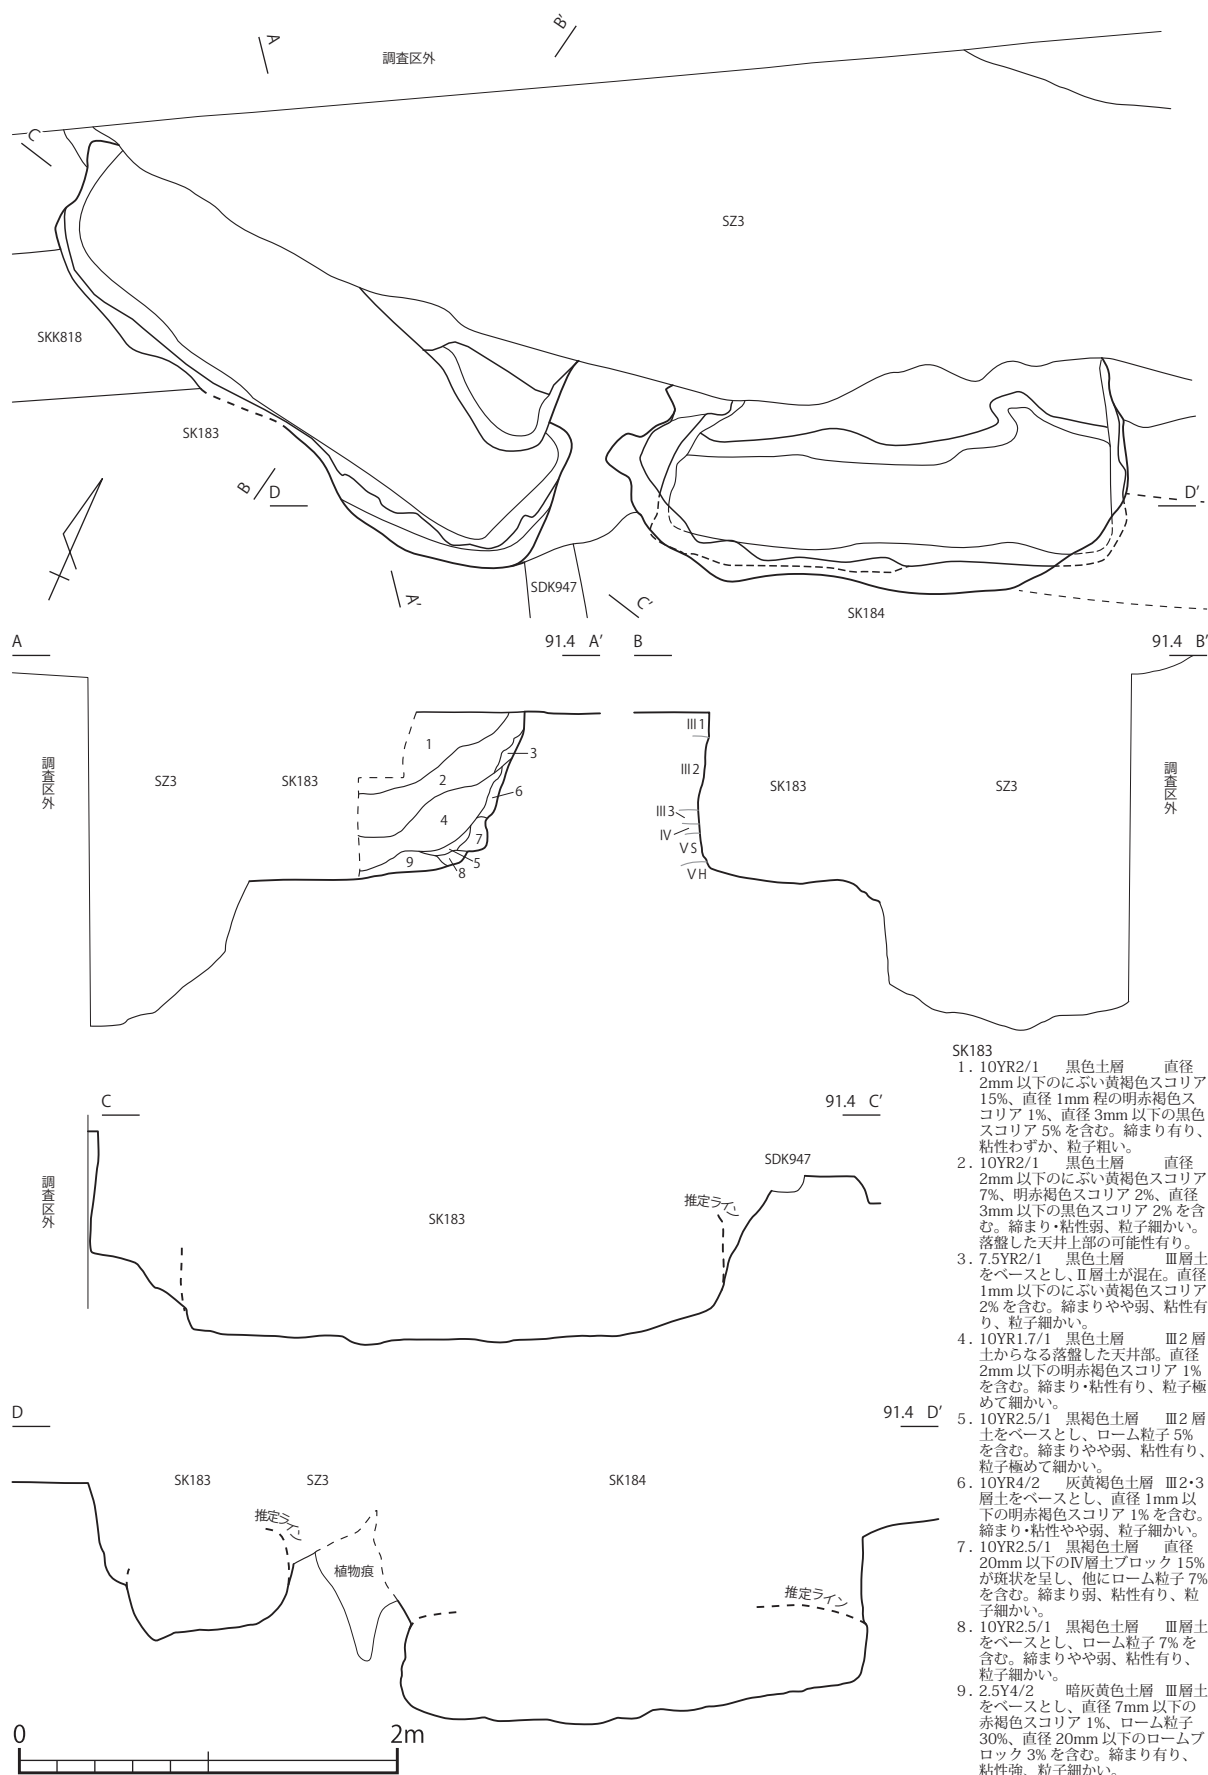 A
B’
調査区外
C
SZ3
SKK818
SK183
B
D
D’
SDK947
A’
C’
SK184
A
91.4 A’
B
91.4 B’
調査区外
SZ3
SK183
1
2
3
4
5
6
7
8
9
Ⅲ1
Ⅲ2
Ⅲ3
Ⅳ
ⅤS
ⅤH
SK183
SZ3
調査区外
C
91.4 C’
調査区外
SK183
推定ライン
SDK947
D
91.4 D’
SK183
SZ3
SK184
推定ライン
植物痕
推定ライン
0
2m
SK183
1. 10YR2/1 黒色土層 直径
2mm 以下のにぶい黄褐色スコリア
15%、直径 1mm 程の明赤褐色ス
コリア 1%、直径 3mm 以下の黒色
スコリア 5% を含む。締まり有り、
粘性わずか、粒子粗い。
2. 10YR2/1 黒色土層 直径
2mm 以下のにぶい黄褐色スコリア
7%、明赤褐色スコリア 2%、直径
3mm 以下の黒色スコリア 2% を含
む。締まり・粘性弱、粒子細かい。
落盤した天井上部の可能性有り。
3. 7.5YR2/1 黒色土層 Ⅲ層土
をベースとし、Ⅱ層土が混在。直径
1mm 以下のにぶい黄褐色スコリア
2% を含む。締まりやや弱、粘性有
り、粒子細かい。
4. 10YR1.7/1 黒色土層 Ⅲ2 層
土からなる落盤した天井部。直径
2mm 以下の明赤褐色スコリア 1%
を含む。締まり・粘性有り、粒子極
めて細かい。
5. 10YR2.5/1 黒褐色土層 Ⅲ2 層
土をベースとし、ローム粒子 5%
を含む。締まりやや弱、粘性有り、
粒子極めて細かい。
6. 10YR4/2 灰黄褐色土層 Ⅲ2・3
層土をベースとし、直径 1mm 以
下の明赤褐色スコリア 1% を含む。
締まり・粘性やや弱、粒子細かい。
7. 10YR2.5/1 黒褐色土層 直径
20mm 以下のⅣ層土ブロック 15%
が斑状を呈し、他にローム粒子 7%
を含む。締まり弱、粘性有り、粒
子細かい。
8. 10YR2.5/1 黒褐色土層 Ⅲ層土
をベースとし、ローム粒子 7% を
含む。締まりやや弱、粘性有り、
粒子細かい。
9. 2.5Y4/2 暗灰黄色土層 Ⅲ層土
をベースとし、直径 7mm 以下の
赤褐色スコリア 1%、ローム粒子
30%、直径 20mm 以下のロームブ
ロック 3% を含む。締まり有り、
粘性強、粒子細かい。